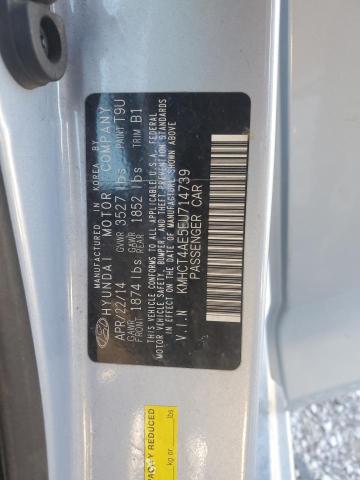 MANUFACTURED IN KOREA BY
HYUNDAI MOTOR COMPANY
APR/22/14 GVWR 3527 lbs PAINT T9U
GAWR FRONT 1874 lbs GAWR REAR 1852 lbs TRIM B1
THIS VEHICLE CONFORMS TO ALL APPLICABLE U.S.A. FEDERAL
MOTOR VEHICLE SAFETY, BUMPER, AND THEFT PREVENTION
STANDARDS IN EFFECT ON THE DATE OF MANUFACTURE SHOWN ABOVE
V.I.N KMHCT4AE5EU714739
PASSENGER CAR
REDUCED
kg or lbs